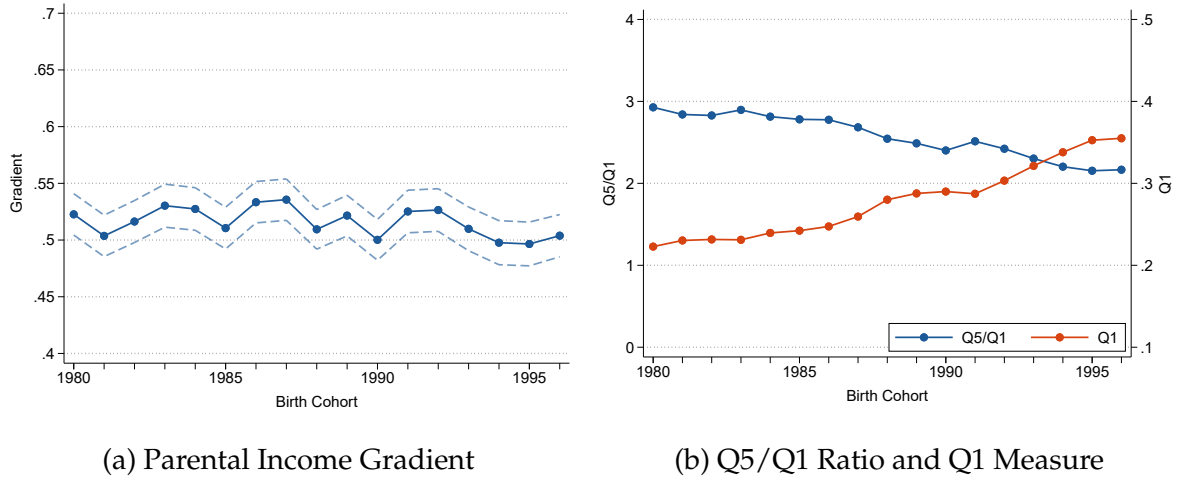 .7
.65
.6
.55
.5
.45
.4
Gradient
1980
1985
1990
1995
Birth Cohort
(a) Parental Income Gradient
4
3
2
1
0
Q5/Q1
.5
.4
.3
.2
.1
Q1
Q5/Q1
Q1
1980
1985
1990
1995
Birth Cohort
(b) Q5/Q1 Ratio and Q1 Measure